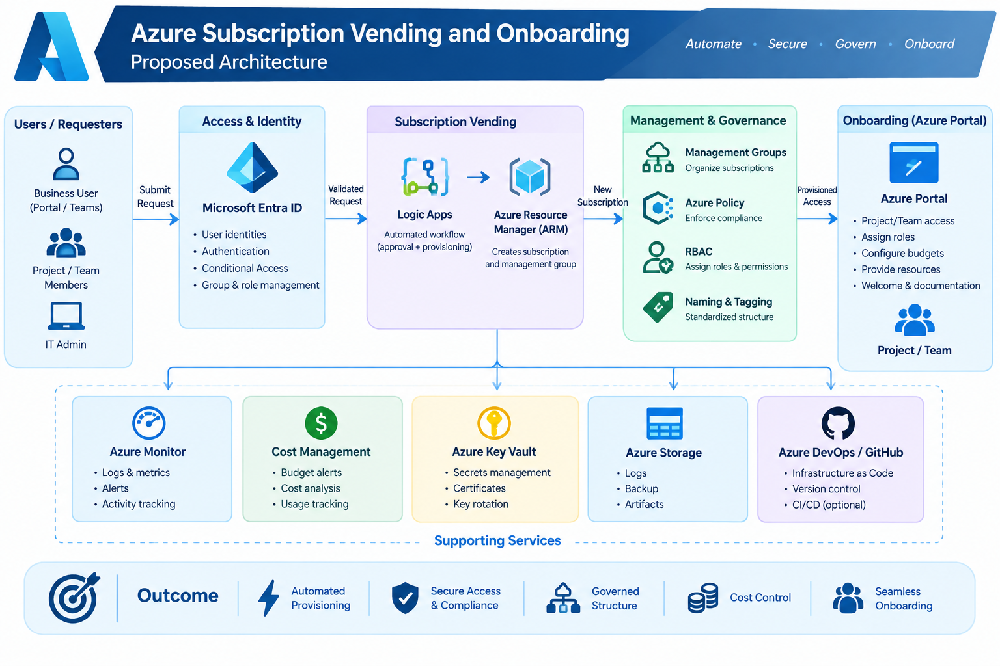 Azure Subscription Vending and Onboarding
Proposed Architecture
Automate • Secure • Govern • Onboard
Users / Requesters
Business User
(Portal / Teams)
Project / Team
Members
IT Admin
Submit
Request
Access & Identity
Microsoft Entra ID
• User identities
• Authentication
• Conditional Access
• Group & role management
Validated
Request
Subscription Vending
Logic Apps
Automated workflow
(approval + provisioning)
Azure Resource
Manager (ARM)
Creates subscription
and management group
New
Subscription
Management & Governance
Management Groups
Organize subscriptions
Azure Policy
Enforce compliance
RBAC
Assign roles & permissions
Naming & Tagging
Standardized structure
Provisioned
Access
Onboarding (Azure Portal)
Azure Portal
• Project/Team access
• Assign roles
• Configure budgets
• Provide resources
• Welcome & documentation
Project / Team
Azure Monitor
• Logs & metrics
• Alerts
• Activity tracking
$
Cost Management
• Budget alerts
• Cost analysis
• Usage tracking
Azure Key Vault
• Secrets management
• Certificates
• Key rotation
Azure Storage
• Logs
• Backup
• Artifacts
Azure DevOps / GitHub
• Infrastructure as Code
• Version control
• CI/CD (optional)
Supporting Services
Outcome
Automated
Provisioning
Secure Access
& Compliance
Governed
Structure
Cost Control
Seamless
Onboarding